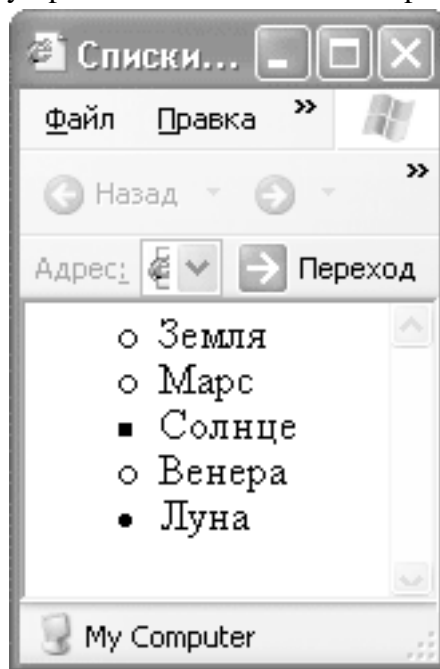 Списки...
Файл Правка »
Назад »
Адрес: Переход
Земля
Марс
Солнце
Венера
Луна
My Computer